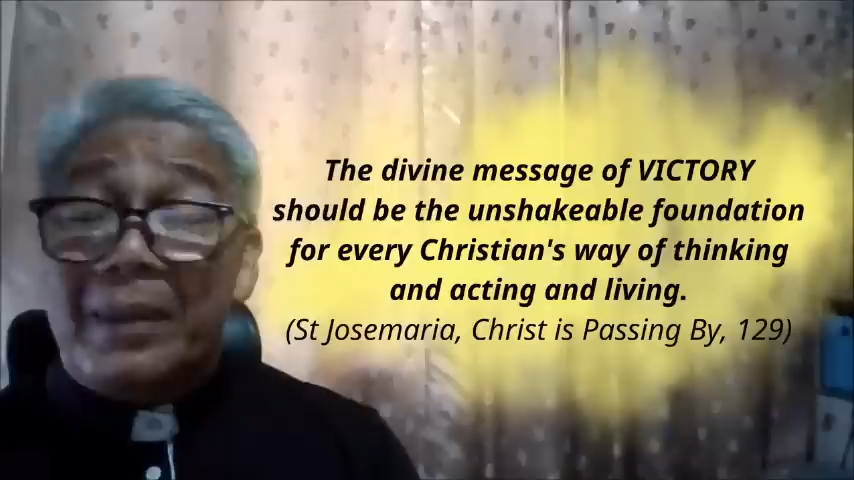 The divine message of VICTORY
should be the unshakeable foundation
for every Christian's way of thinking
and acting and living.
(St Josemaria, Christ is Passing By, 129)